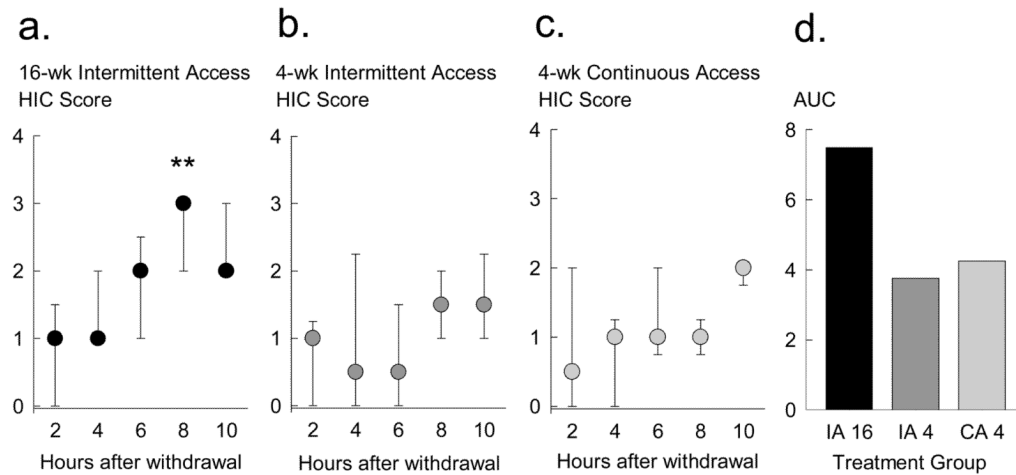 a.
16-wk Intermittent Access
HIC Score
4
3
2
1
0
**
2 4 6 8 10
Hours after withdrawal
b.
4-wk Intermittent Access
HIC Score
4
3
2
1
0
2 4 6 8 10
Hours after withdrawal
c.
4-wk Continuous Access
HIC Score
4
3
2
1
0
2 4 6 8 10
Hours after withdrawal
d.
AUC
8
6
4
2
0
IA 16 IA 4 CA 4
Treatment Group